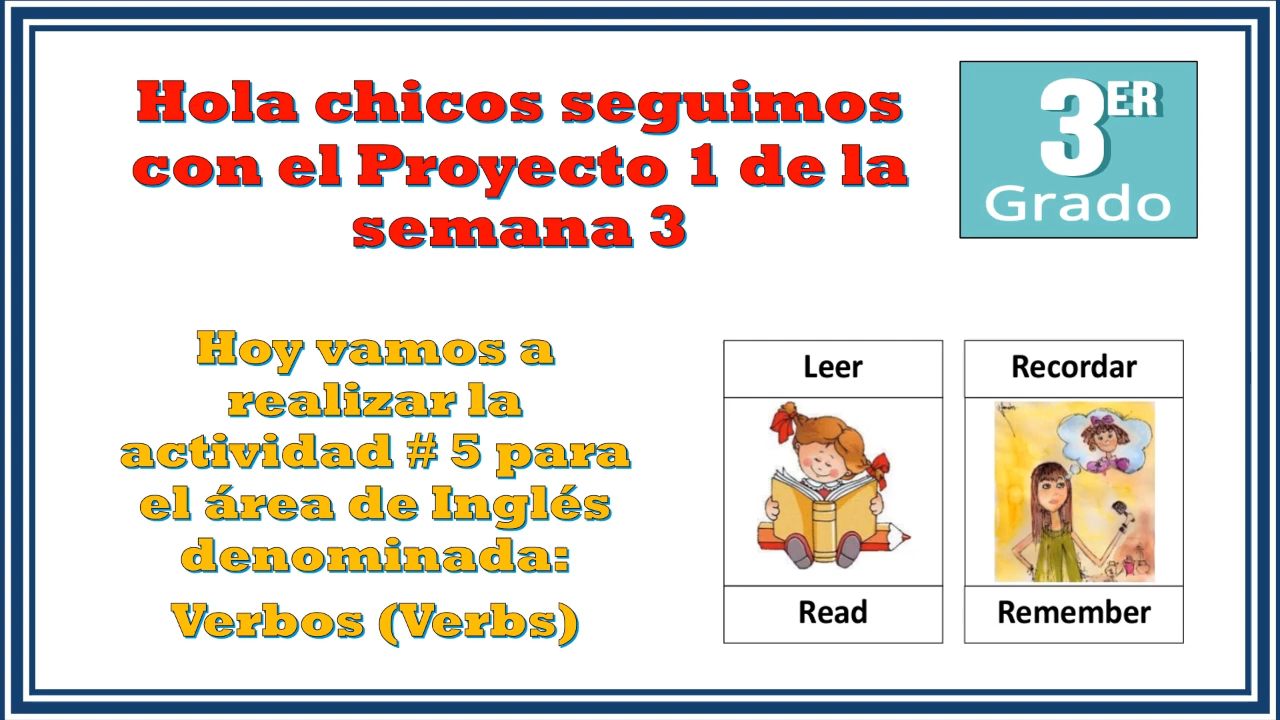 Hola chicos seguimos
con el Proyecto 1 de la
semana 3
3ER
Grado
Hoy vamos a
realizar la
actividad # 5 para
el área de Inglés
denominada:
Verbos (Verbs)
Leer
Read
Recordar
Remember